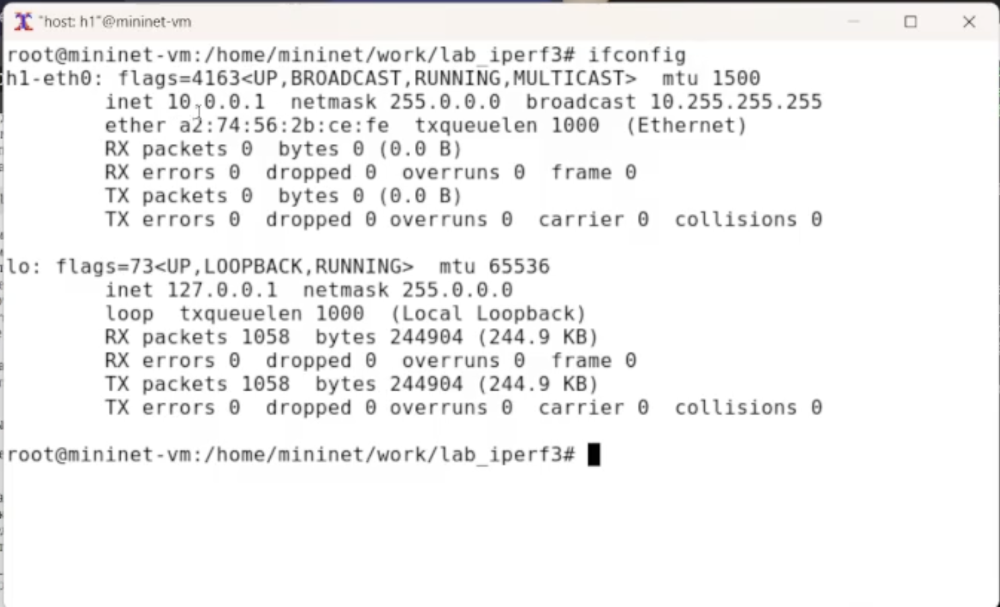 "host: h1"@mininet-vm
root@mininet-vm:/home/mininet/work/lab_iperf3# ifconfig
h1-eth0: flags=4163<UP,BROADCAST,RUNNING,MULTICAST>  mtu 1500
        inet 10.0.0.1  netmask 255.0.0.0  broadcast 10.255.255.255
        ether a2:74:56:2b:ce:fe  txqueuelen 1000  (Ethernet)
        RX packets 0  bytes 0 (0.0 B)
        RX errors 0  dropped 0  overruns 0  frame 0
        TX packets 0  bytes 0 (0.0 B)
        TX errors 0  dropped 0 overruns 0  carrier 0  collisions 0

lo: flags=73<UP,LOOPBACK,RUNNING>  mtu 65536
        inet 127.0.0.1  netmask 255.0.0.0
        loop  txqueuelen 1000  (Local Loopback)
        RX packets 1058  bytes 244904 (244.9 KB)
        RX errors 0  dropped 0  overruns 0  frame 0
        TX packets 1058  bytes 244904 (244.9 KB)
        TX errors 0  dropped 0 overruns 0  carrier 0  collisions 0

root@mininet-vm:/home/mininet/work/lab_iperf3#